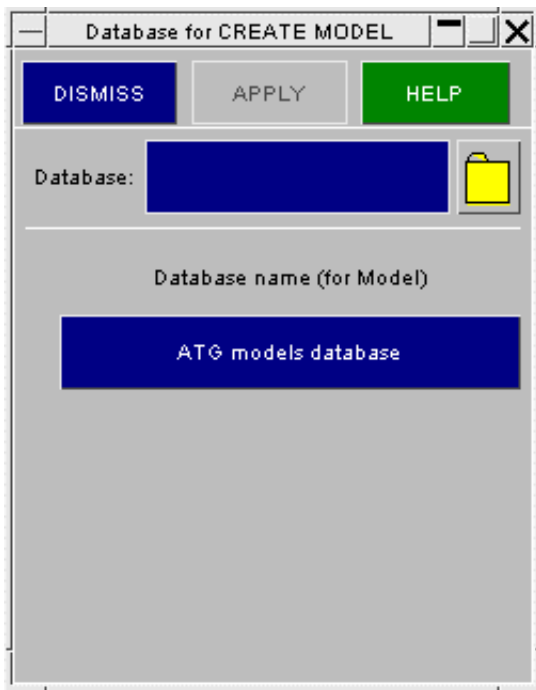 Database for CREATE MODEL
DISMISS APPLY HELP
Database:
Database name (for Model)
ATG models database